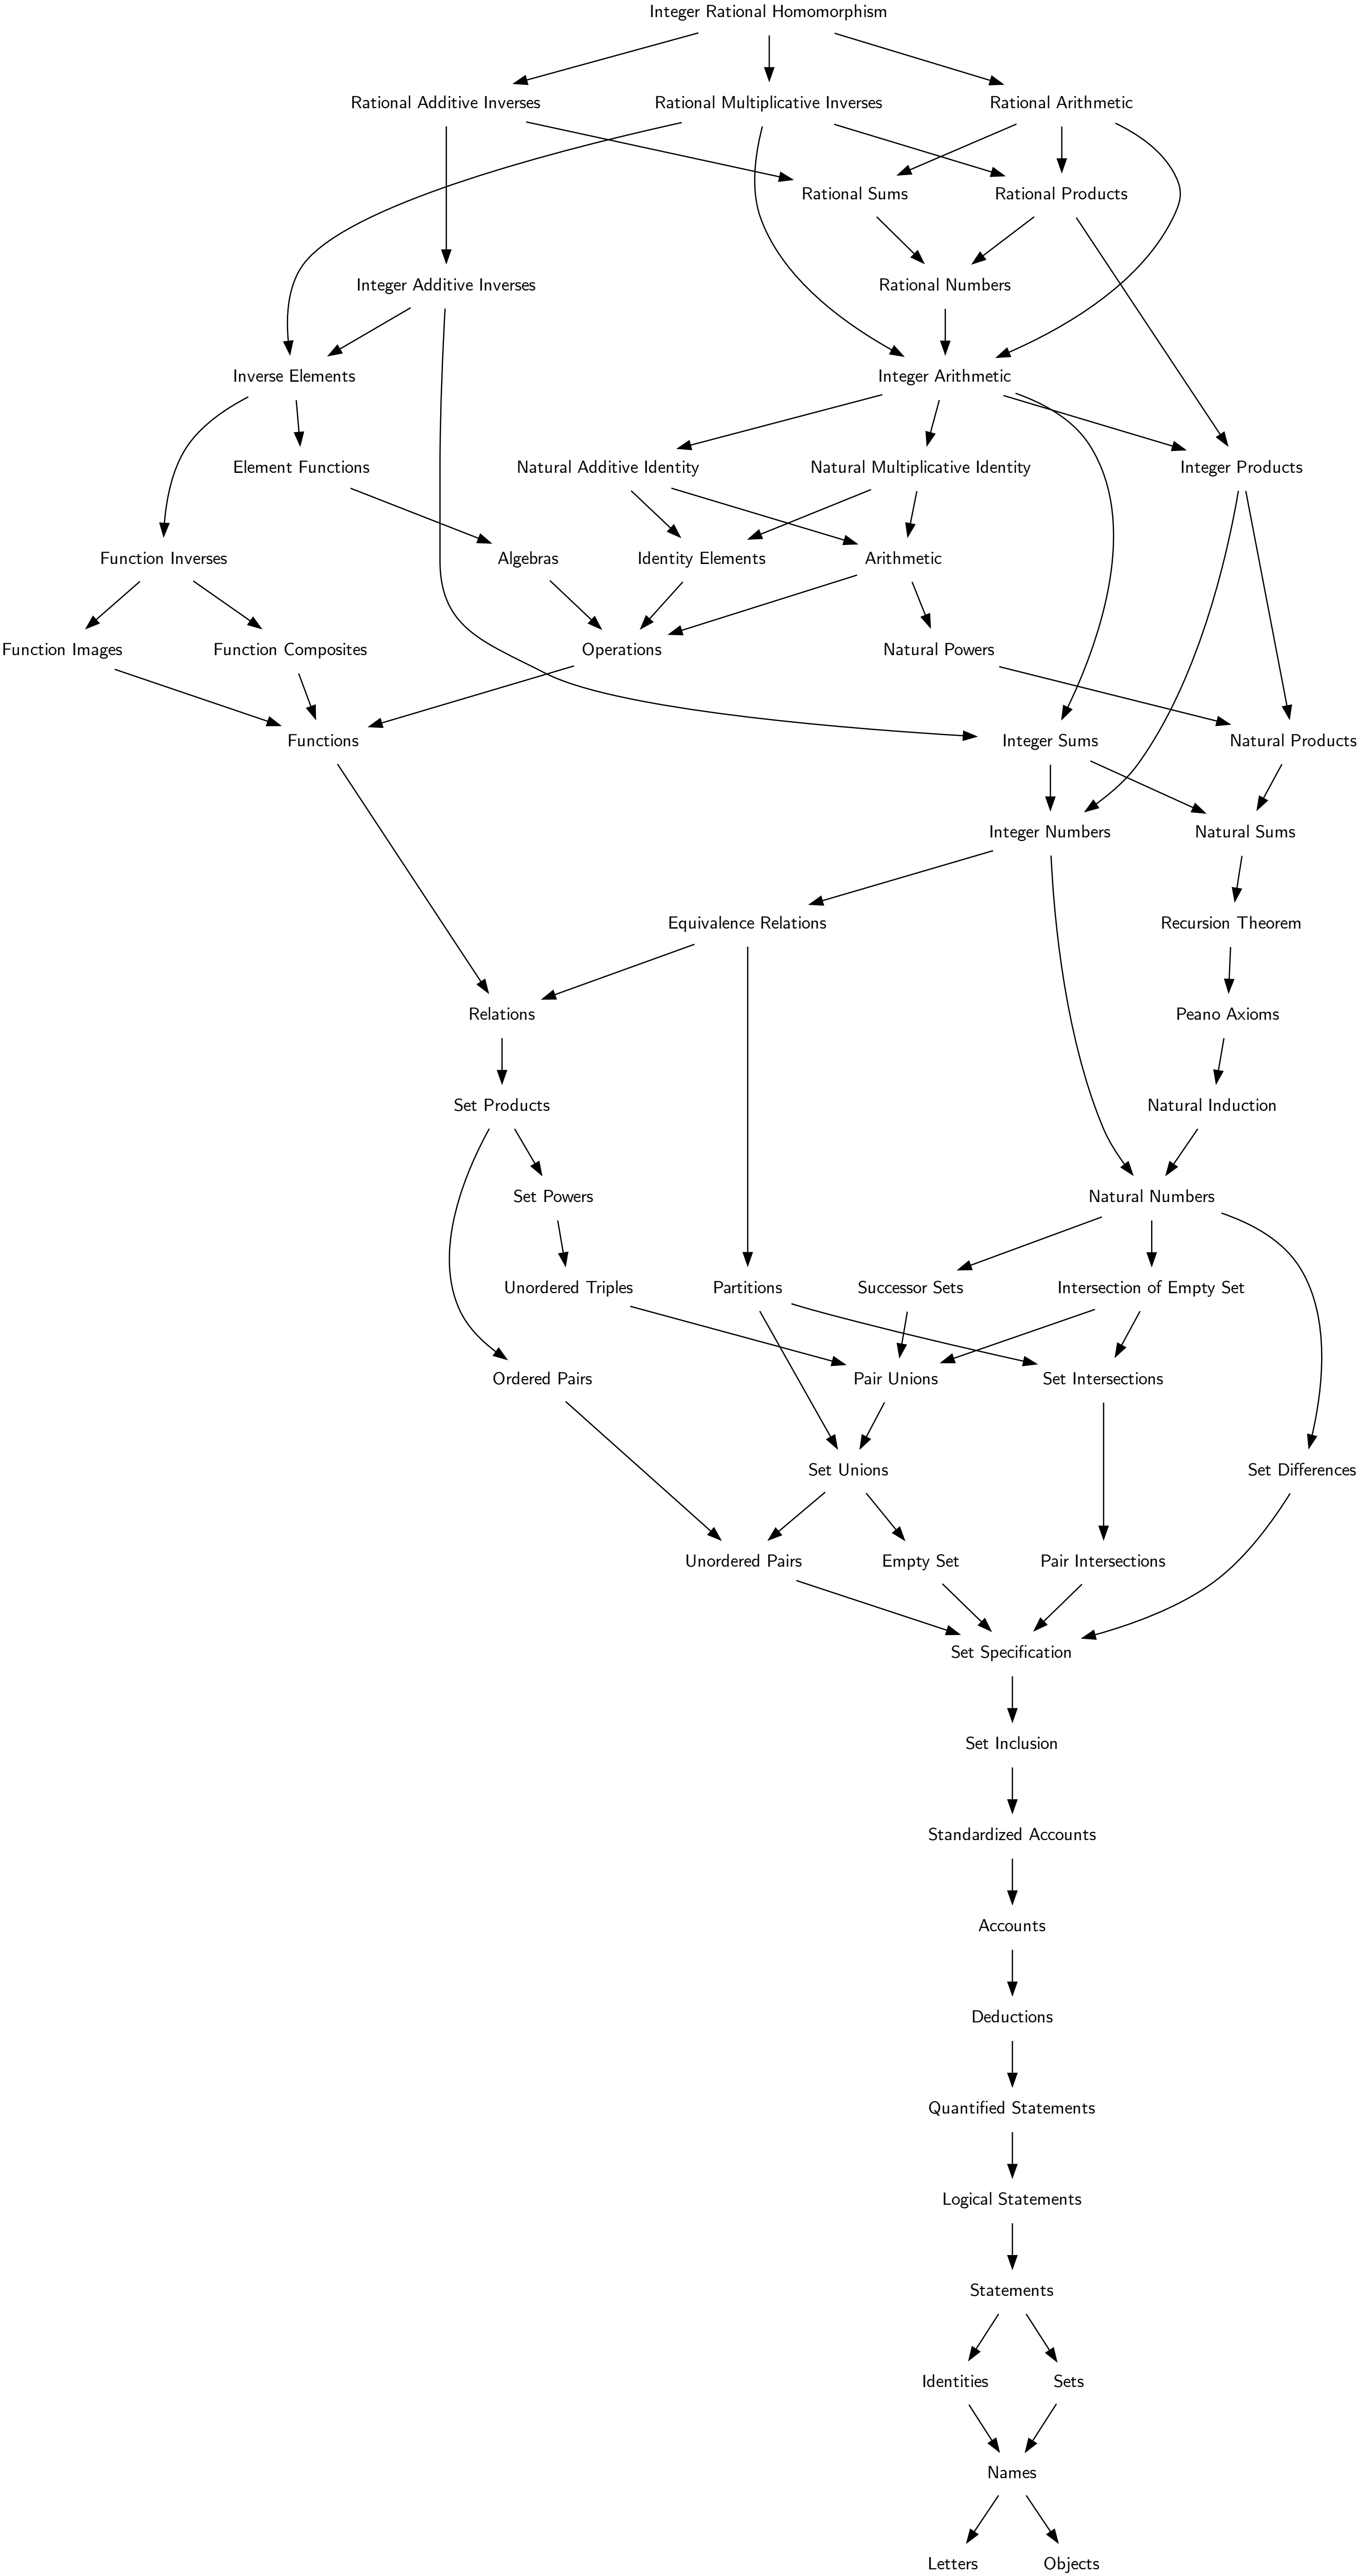 Integer Rational Homomorphism
Rational Additive Inverses
Rational Multiplicative Inverses
Rational Arithmetic
Rational Sums
Rational Products
Integer Additive Inverses
Rational Numbers
Inverse Elements
Integer Arithmetic
Element Functions
Natural Additive Identity
Natural Multiplicative Identity
Integer Products
Function Inverses
Algebras
Identity Elements
Arithmetic
Function Images
Function Composites
Operations
Natural Powers
Functions
Integer Sums
Natural Products
Integer Numbers
Natural Sums
Equivalence Relations
Recursion Theorem
Relations
Peano Axioms
Set Products
Natural Induction
Set Powers
Natural Numbers
Unordered Triples
Partitions
Successor Sets
Intersection of Empty Set
Ordered Pairs
Pair Unions
Set Intersections
Set Unions
Set Differences
Unordered Pairs
Empty Set
Pair Intersections
Set Specification
Set Inclusion
Standardized Accounts
Accounts
Deductions
Quantified Statements
Logical Statements
Statements
Identities
Sets
Names
Letters
Objects